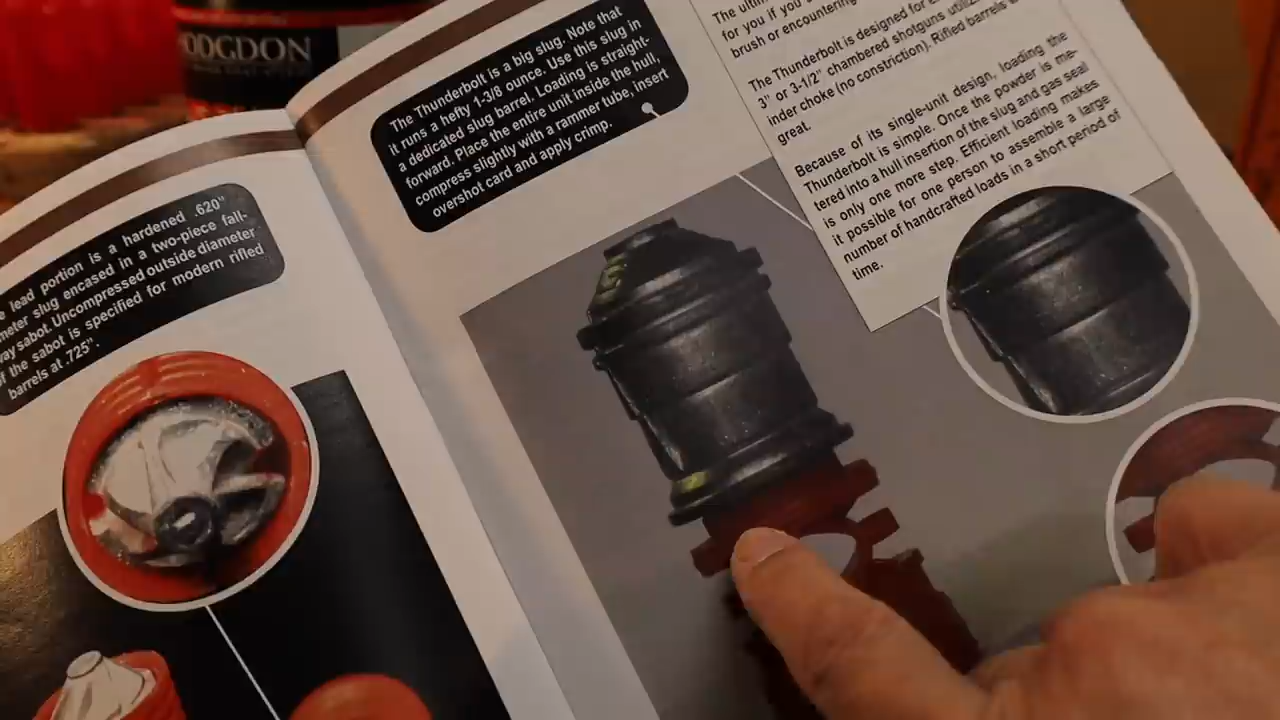 ODGDON
lead portion is a hardened .620"
meter slug encased in a two-piece fall-
way sabot. Uncompressed outside diameter
of the sabot is specified for modern rifled
barrels at .725".
The Thunderbolt is a big slug. Note that
it runs a hefty 1-3/8 ounce. Use this slug in
a dedicated slug barrel. Loading is straight-
forward. Place the entire unit inside the hull,
compress slightly with a rammer tube, insert
overshot card and apply crimp.
The
for you if you
brush or encountering
The Thunderbolt is designed for
3" or 3-1/2" chambered shotguns
inder choke (no constriction). Rifled barrels
great.
Because of its single-unit design, loading the
Thunderbolt is simple. Once the powder is me-
tered into a hull insertion of the slug and gas seal
is only one more step. Efficient loading makes
it possible for one person to assemble a large
number of handcrafted loads in a short period of
time.